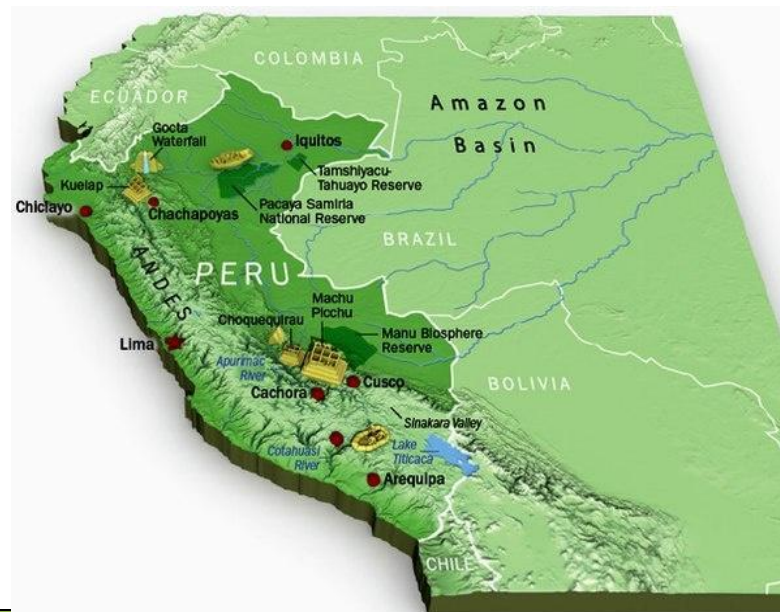 COLOMBIA
ECUADOR
Amazon
Basin
Gocta
Waterfall
Iquitos
Tamshiyacu-
Tahuayo Reserve
Kuelap
Chiclayo
Chachapoyas
Pacaya Samiria
National Reserve
BRAZIL
ANDES
PERU
Machu
Picchu
Choquequirau
Manu Biosphere
Reserve
Lima
Apurimac
River
Cusco
Cachora
BOLIVIA
Sinakara Valley
Cotahuasi
River
Lake
Titicaca
Arequipa
CHILE